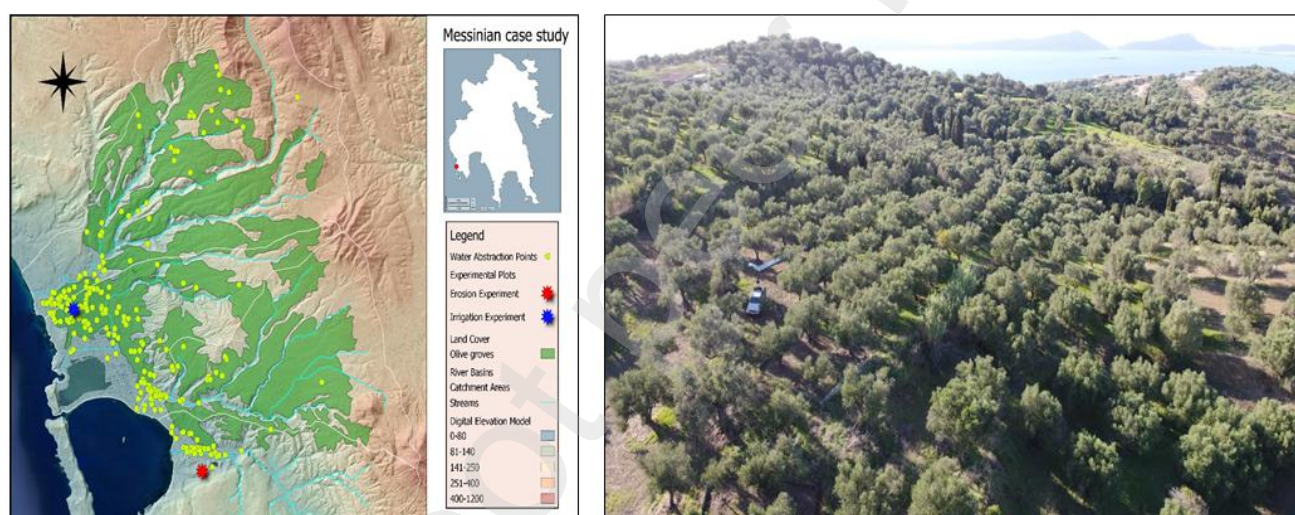 Messinian case study
Legend
Water Abstraction Points
Experimental Plots
Erosion Experiment
Irrigation Experiment
Land Cover
Olive groves
River Basins
Catchment Areas
Streams
Digital Elevation Model
0-80
81-140
141-250
251-400
400-1200